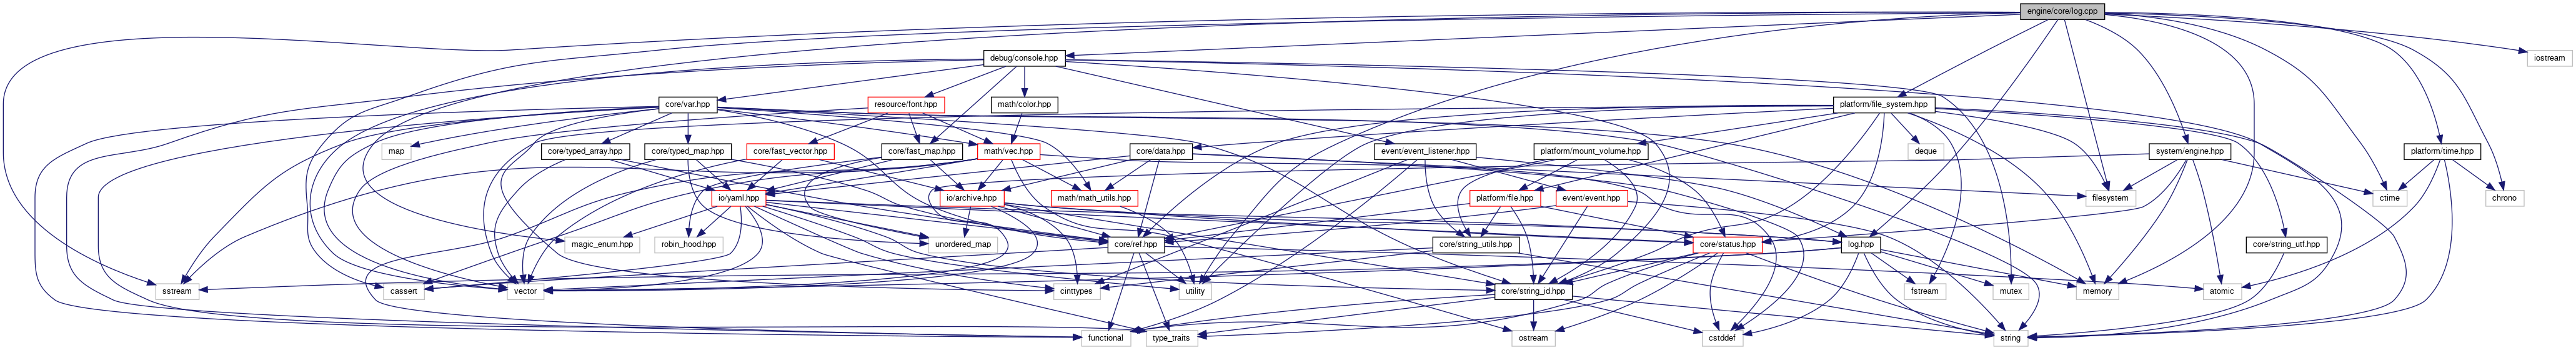 engine/core/log.cpp
debug/console.hpp
iostream
core/var.hpp
resource/font.hpp
math/color.hpp
platform/file_system.hpp
map
core/typed_array.hpp
core/typed_map.hpp
core/fast_vector.hpp
core/fast_map.hpp
math/vec.hpp
core/data.hpp
event/event_listener.hpp
platform/mount_volume.hpp
deque
system/engine.hpp
platform/time.hpp
io/yaml.hpp
io/archive.hpp
math/math_utils.hpp
platform/file.hpp
event/event.hpp
filesystem
ctime
chrono
magic_enum.hpp
robin_hood.hpp
unordered_map
core/ref.hpp
core/string_utils.hpp
core/status.hpp
log.hpp
core/string_utf.hpp
sstream
cassert
vector
cinttypes
utility
core/string_id.hpp
fstream
mutex
memory
atomic
functional
type_traits
ostream
cstddef
string